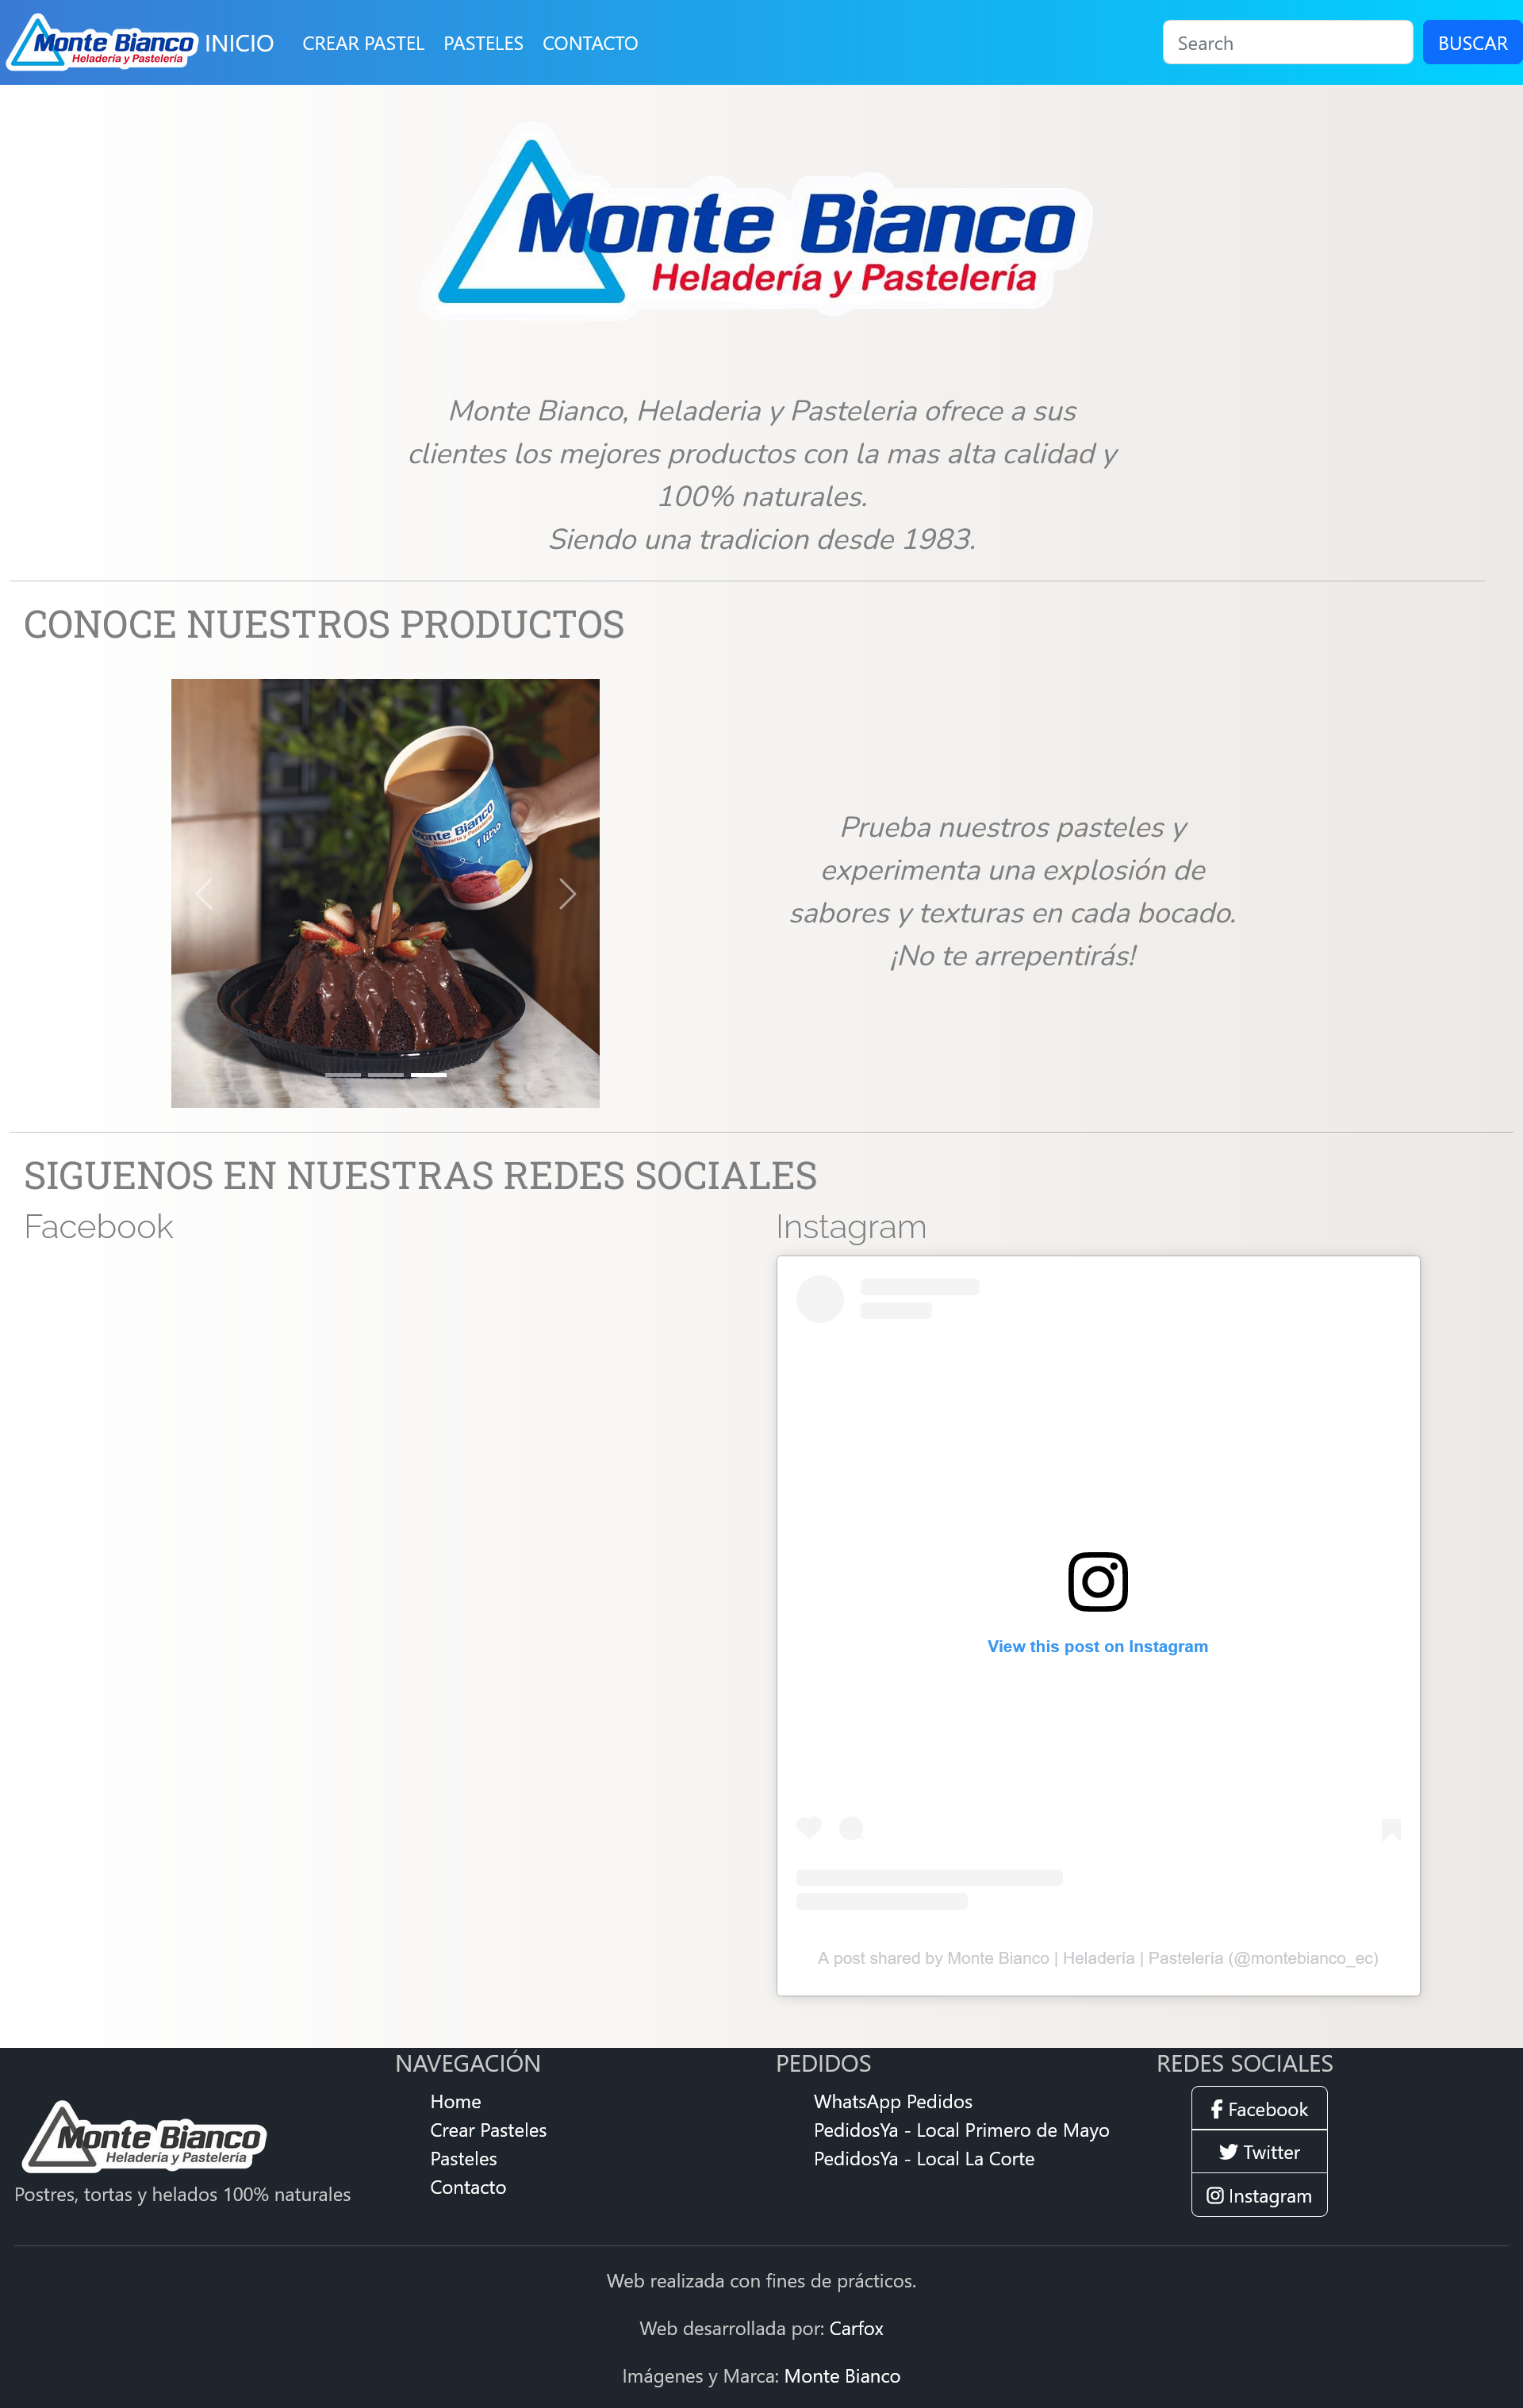 Monte Bianco
Heladería y Pastelería
INICIO CREAR PASTEL PASTELES CONTACTO
Search
BUSCAR
Monte Bianco
Heladería y Pastelería
Monte Bianco, Heladeria y Pasteleria ofrece a sus
clientes los mejores productos con la mas alta calidad y
100% naturales.
Siendo una tradicion desde 1983.
CONOCE NUESTROS PRODUCTOS
Monte Bianco
Heladería y Pastelería
1 litro
Prueba nuestros pasteles y
experimenta una explosión de
sabores y texturas en cada bocado.
¡No te arrepentirás!
SIGUENOS EN NUESTRAS REDES SOCIALES
Facebook
Instagram
View this post on Instagram
A post shared by Monte Bianco | Heladería | Pastelería (@montebianco_ec)
Monte Bianco
Heladería y Pastelería
Postres, tortas y helados 100% naturales
NAVEGACIÓN
Home
Crear Pasteles
Pasteles
Contacto
PEDIDOS
WhatsApp Pedidos
PedidosYa - Local Primero de Mayo
PedidosYa - Local La Corte
REDES SOCIALES
Facebook
Twitter
Instagram
Web realizada con fines de prácticos.
Web desarrollada por: Carfox
Imágenes y Marca: Monte Bianco